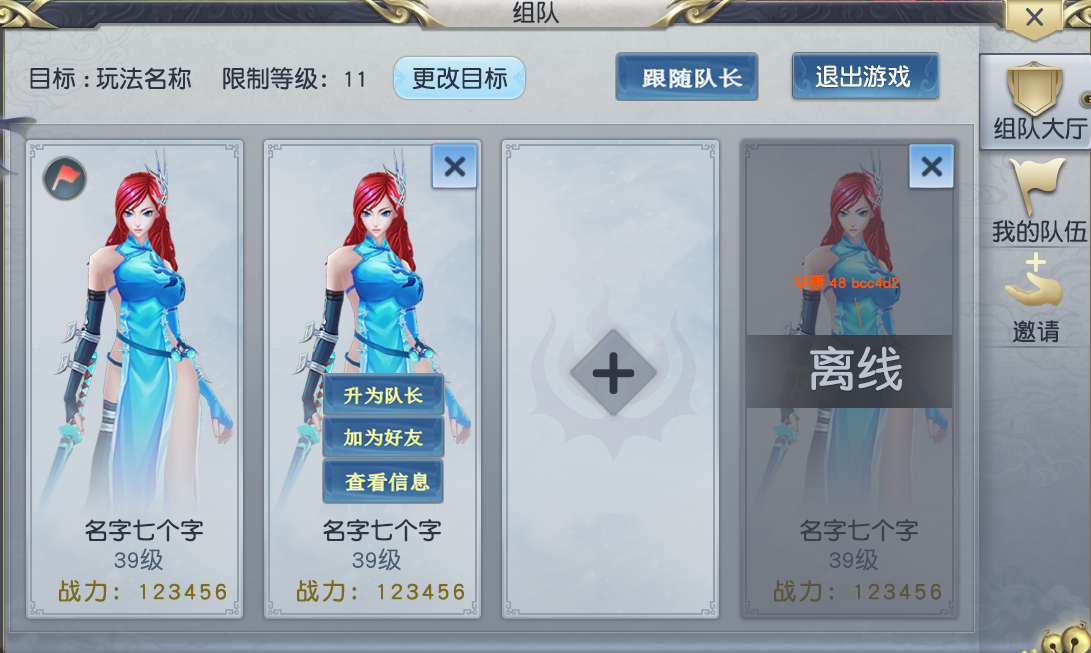 组队
目标：玩法名称 限制等级：11 更改目标 跟随队长 退出游戏
组队大厅
我的队伍
邀请
升为队长
加为好友
查看信息
名字七个字
39级
战力：123456
名字七个字
39级
战力：123456
华康 48 bcc4d2
离线
名字七个字
39级
战力：123456